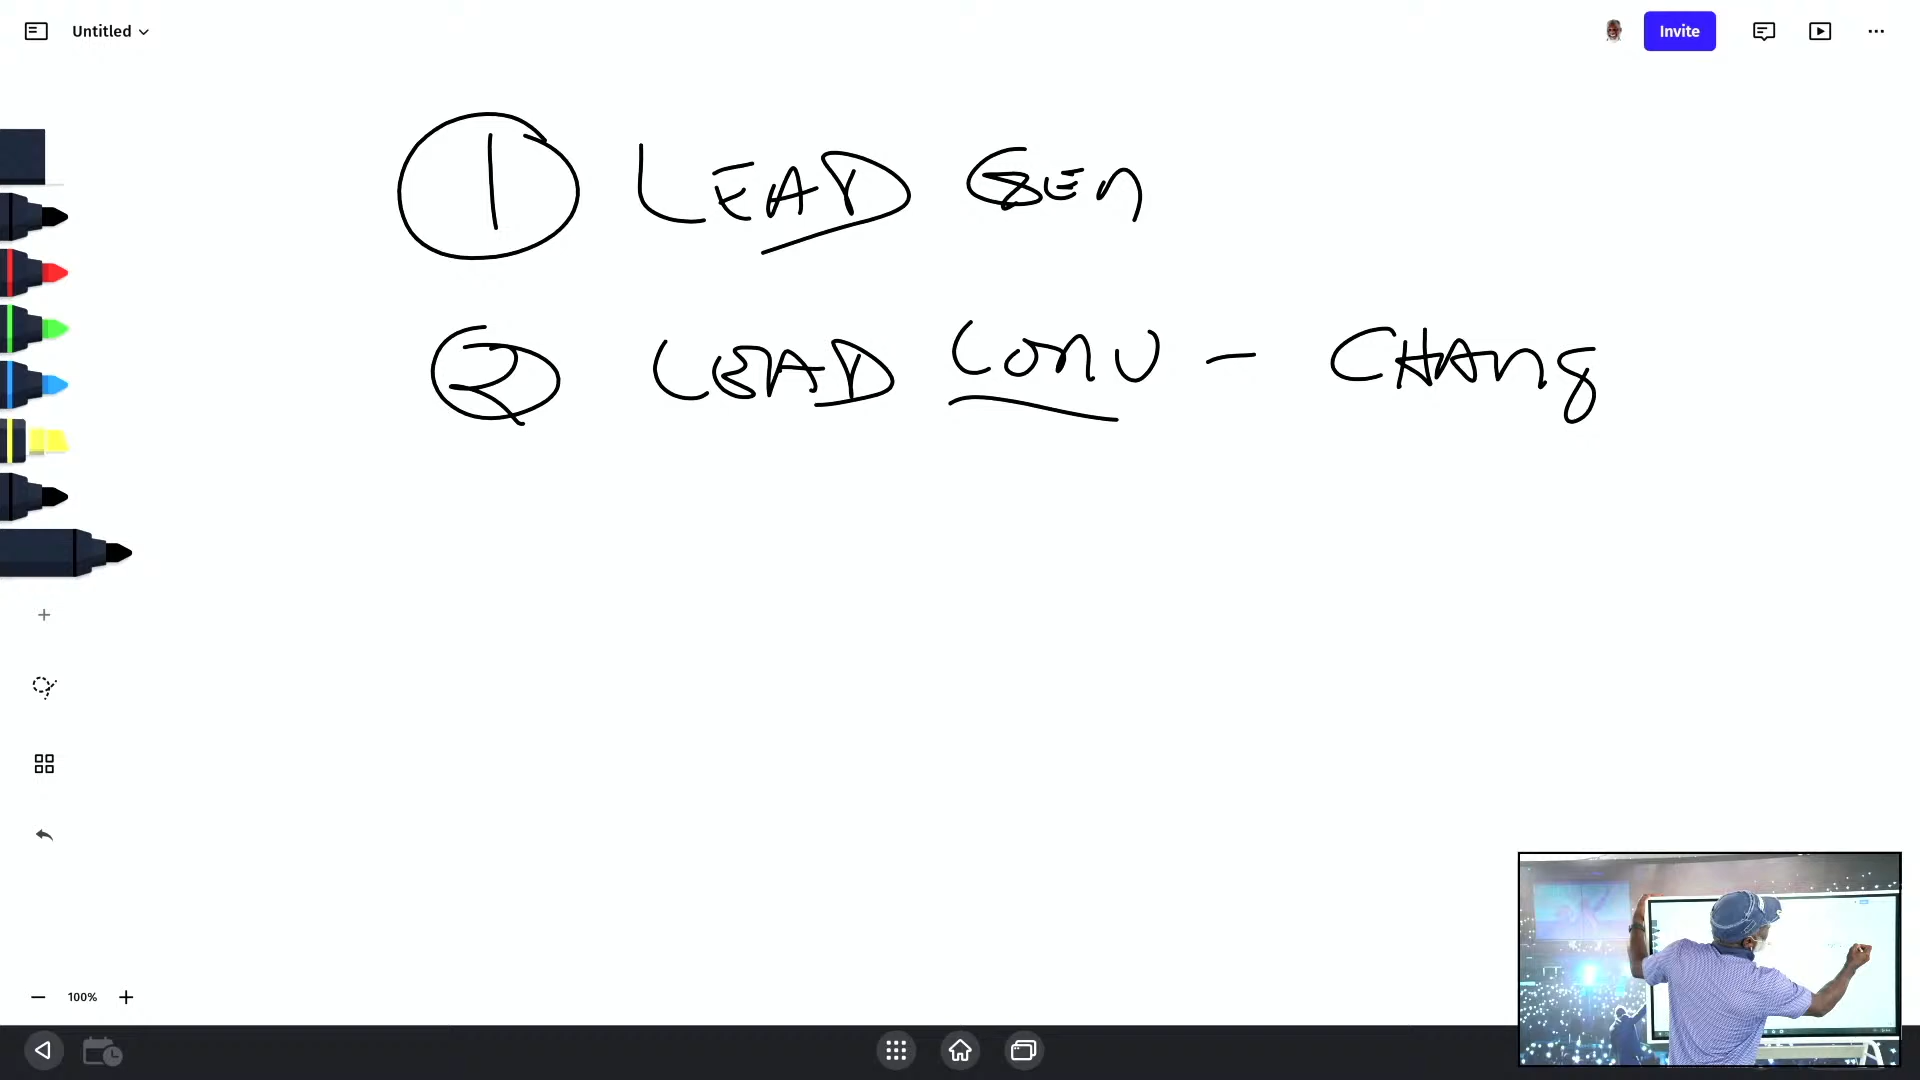 Untitled
Invite
1 LEAD GEN
2 LEAD CONV - CHANG
100%